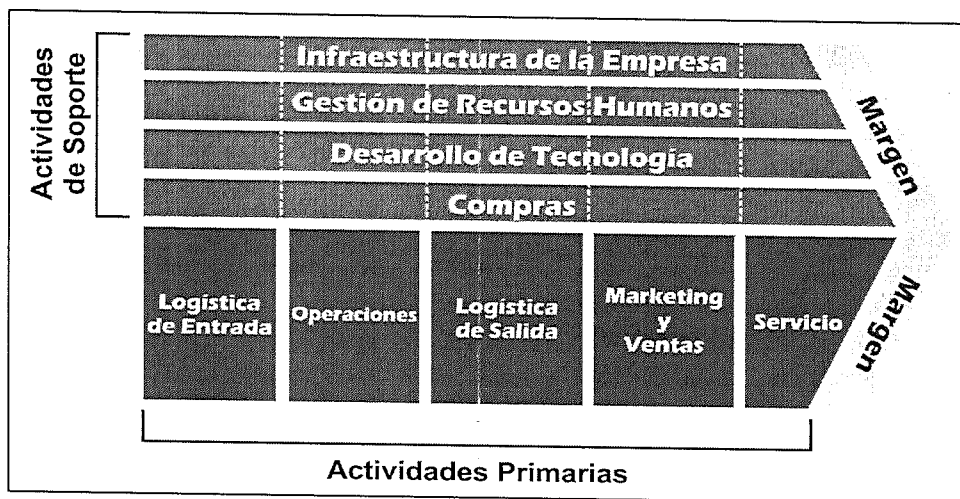 Actividades
de Soporte
Infraestructura de la Empresa
Gestión de Recursos Humanos
Desarrollo de Tecnología
Compras
Margen
Logística
de Entrada
Operaciones
Logística
de Salida
Marketing
y
Ventas
Servicio
Margen
Actividades Primarias